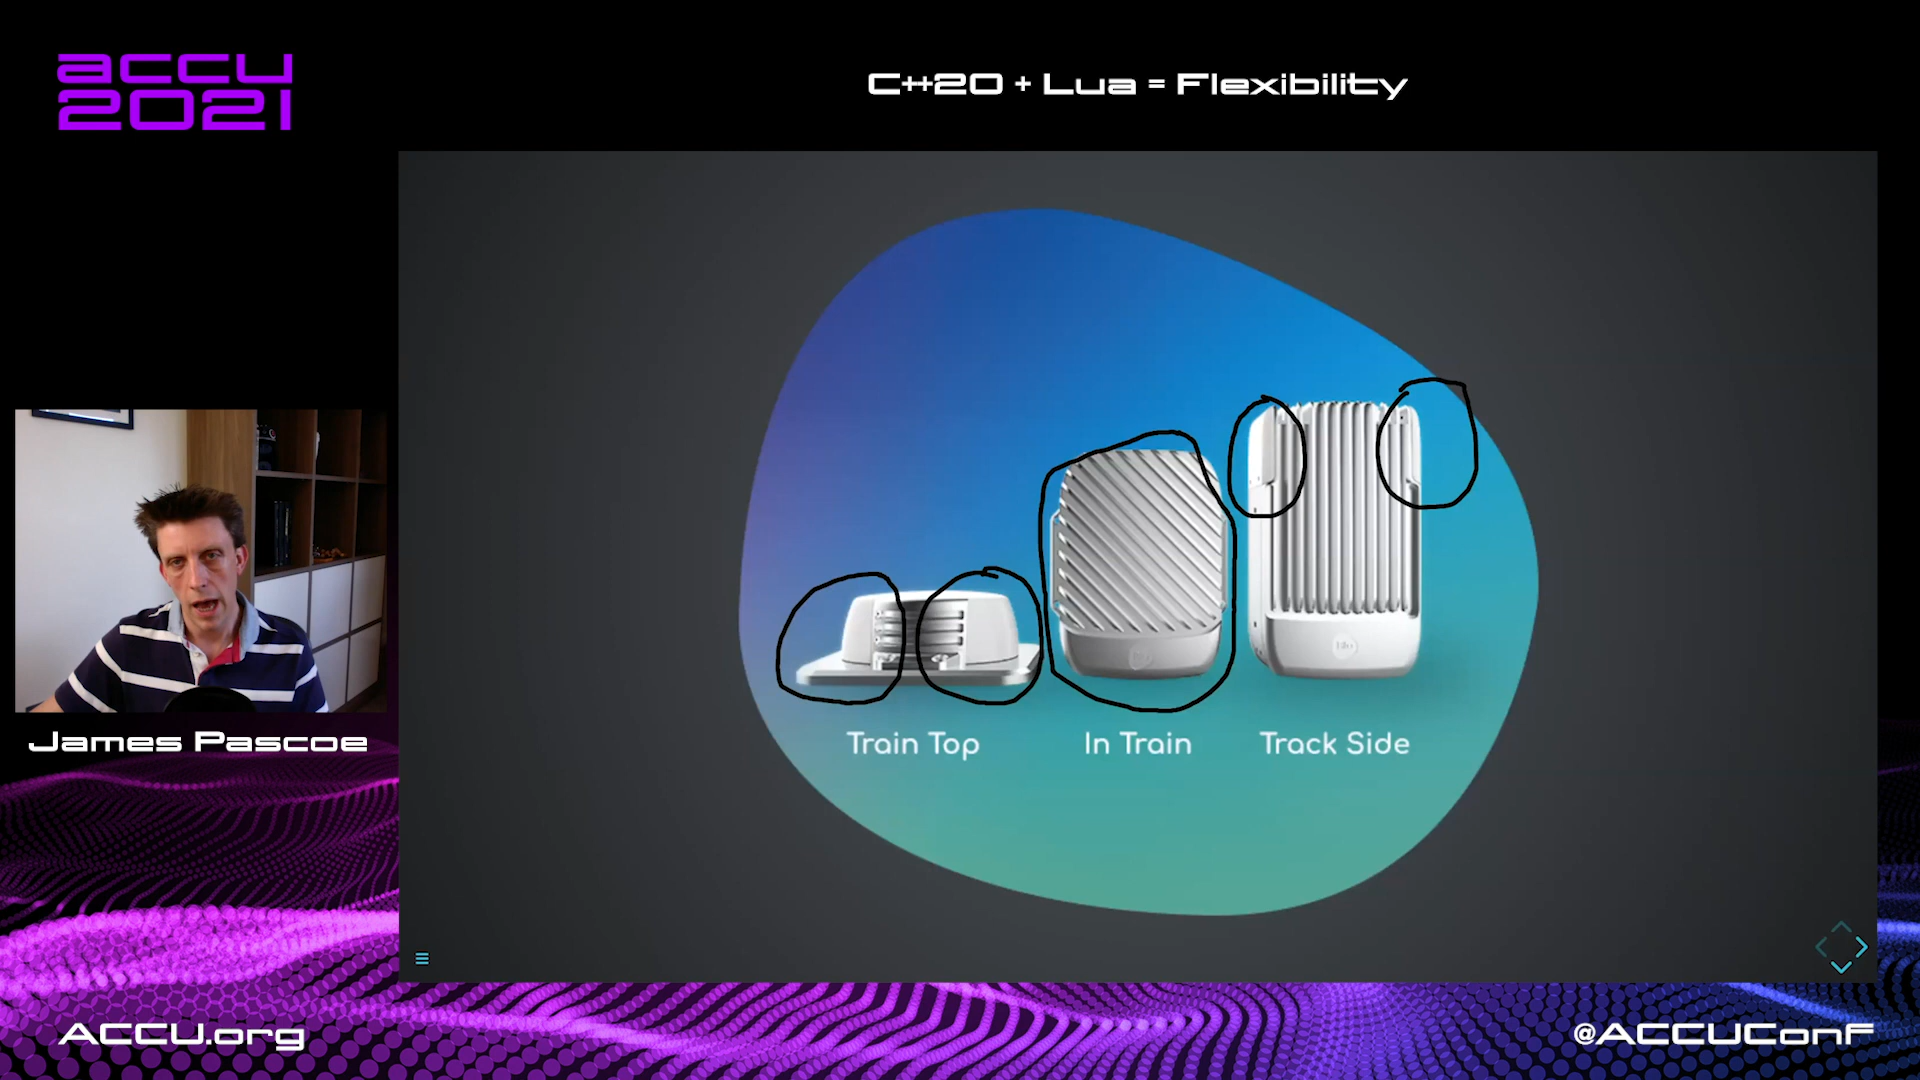 accu
2021
C++20 + Lua = Flexibility
Train Top
In Train
Track Side
James Pascoe
ACCU.org
@ACCUConf